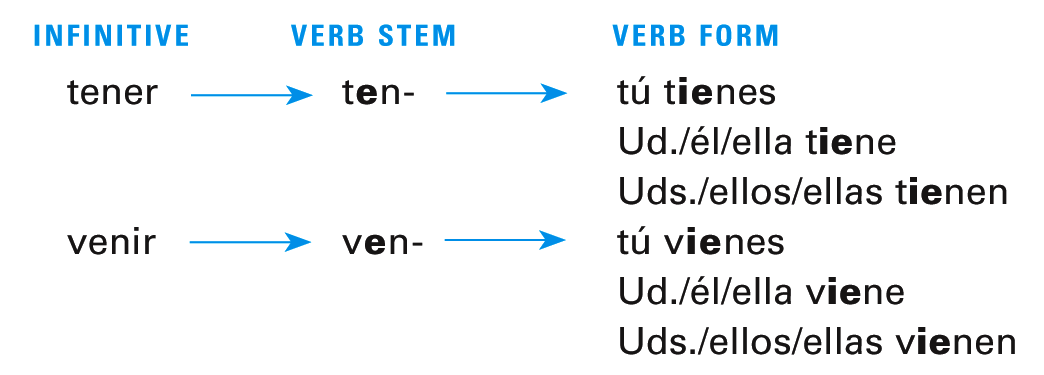 INFINITIVE VERB STEM VERB FORM
tener ten- tú tienes
Ud./él/ella tiene
Uds./ellos/ellas tienen
venir ven- tú vienes
Ud./él/ella viene
Uds./ellos/ellas vienen